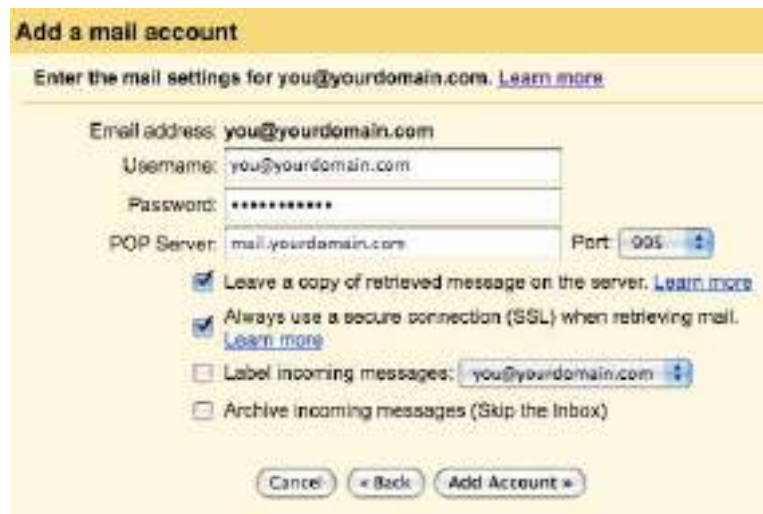 Add a mail account
Enter the mail settings for you@yourdomain.com. Learn more
Email address: you@yourdomain.com
Username: you@yourdomain.com
Password: •••••••••••
POP Server: mail.yourdomain.com Port: 995
Leave a copy of retrieved message on the server. Learn more
Always use a secure connection (SSL) when retrieving mail.
Learn more
Label incoming messages: you@yourdomain.com
Archive incoming messages (Skip the Inbox)
Cancel « Back Add Account »